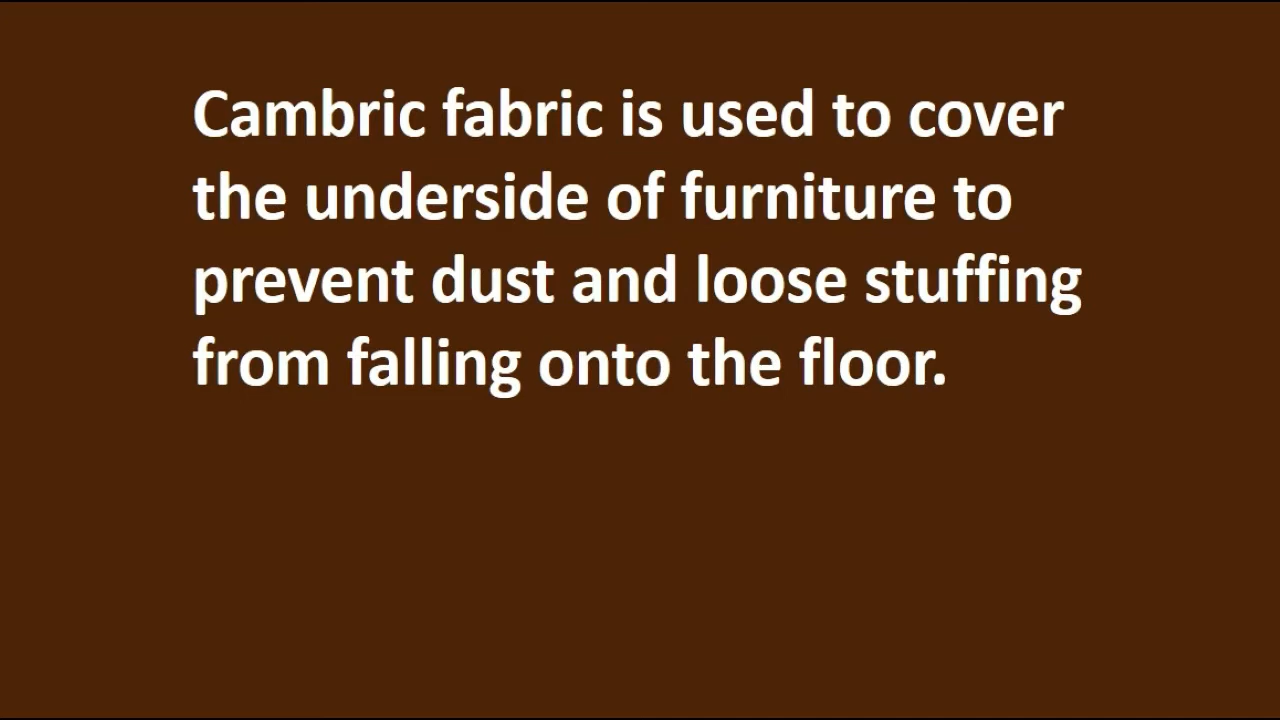 Cambric fabric is used to cover
the underside of furniture to
prevent dust and loose stuffing
from falling onto the floor.